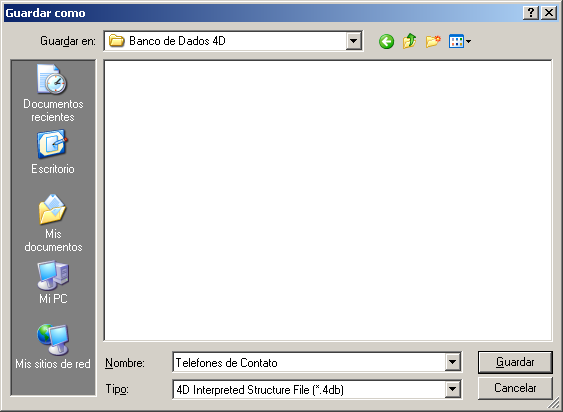 Guardar como
Guardar en: Banco de Dados 4D
Documentos
recientes
Escritorio
Mis
documentos
Mi PC
Mis sitios de red
Nombre: Telefones de Contato Guardar
Tipo: 4D Interpreted Structure File (*.4db) Cancelar